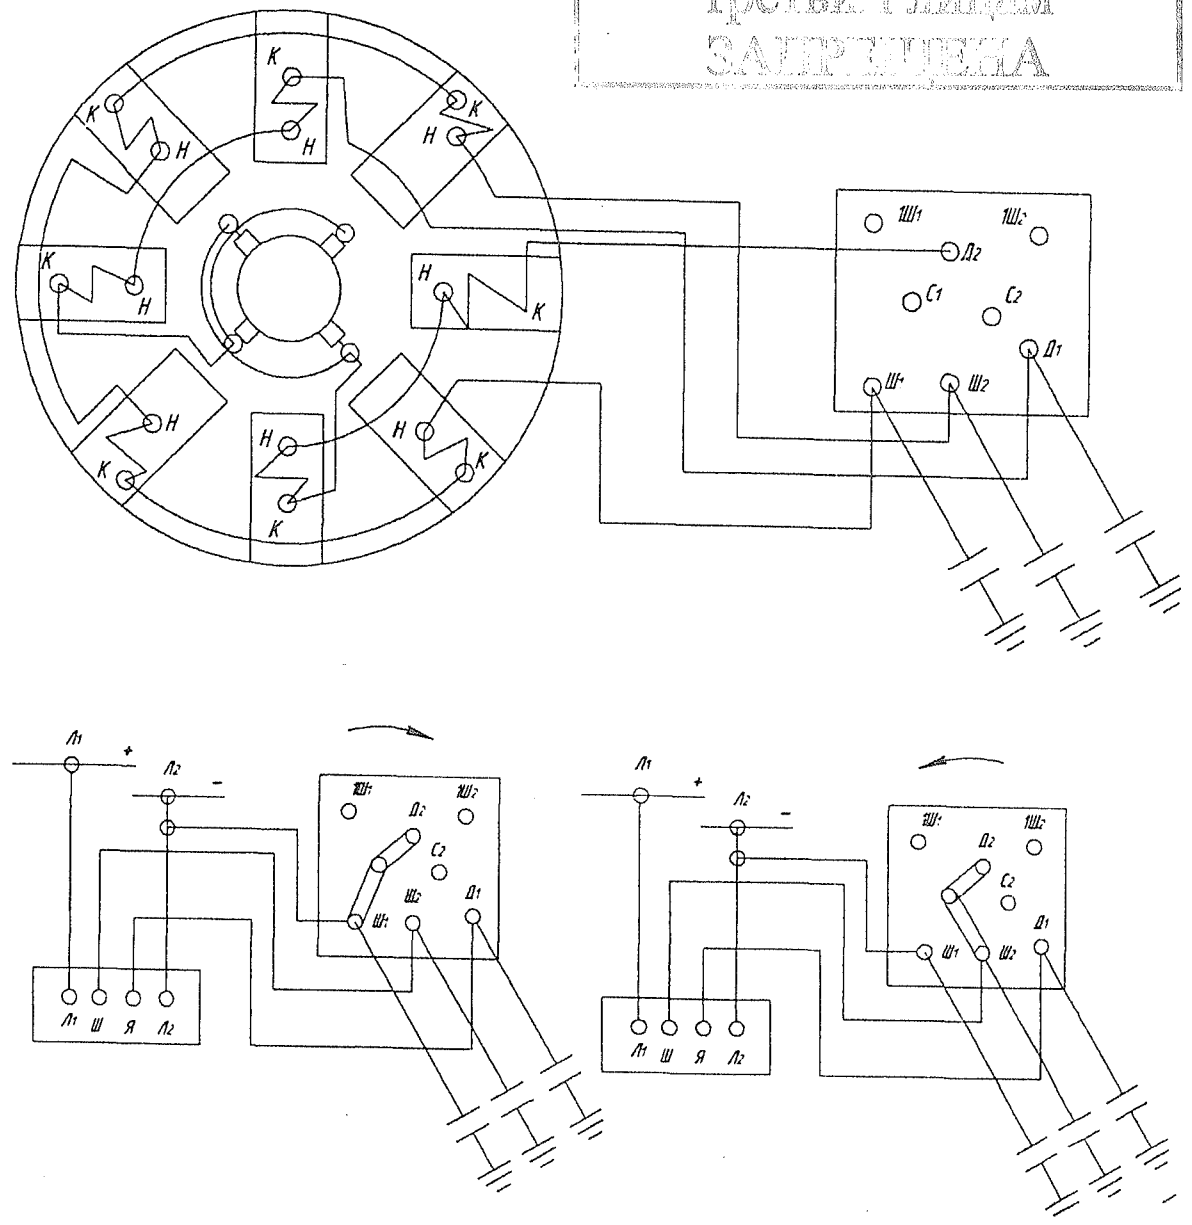 ЗАПРЕЩЕНА
К
Н
К
Н
К
Н
К
Н
Н
К
Н
К
Н
К
Н
К
1Ш1
1Ш2
Д2
С1
С2
Д1
Ш1
Ш2
Л1
+
Л2
-
1Ш1
1Ш2
Д2
С2
Ш1
Ш2
Д1
Л1
Ш
Я
Л2
Л1
+
Л2
-
1Ш1
1Ш2
Д2
С2
Ш1
Ш2
Д1
Л1
Ш
Я
Л2